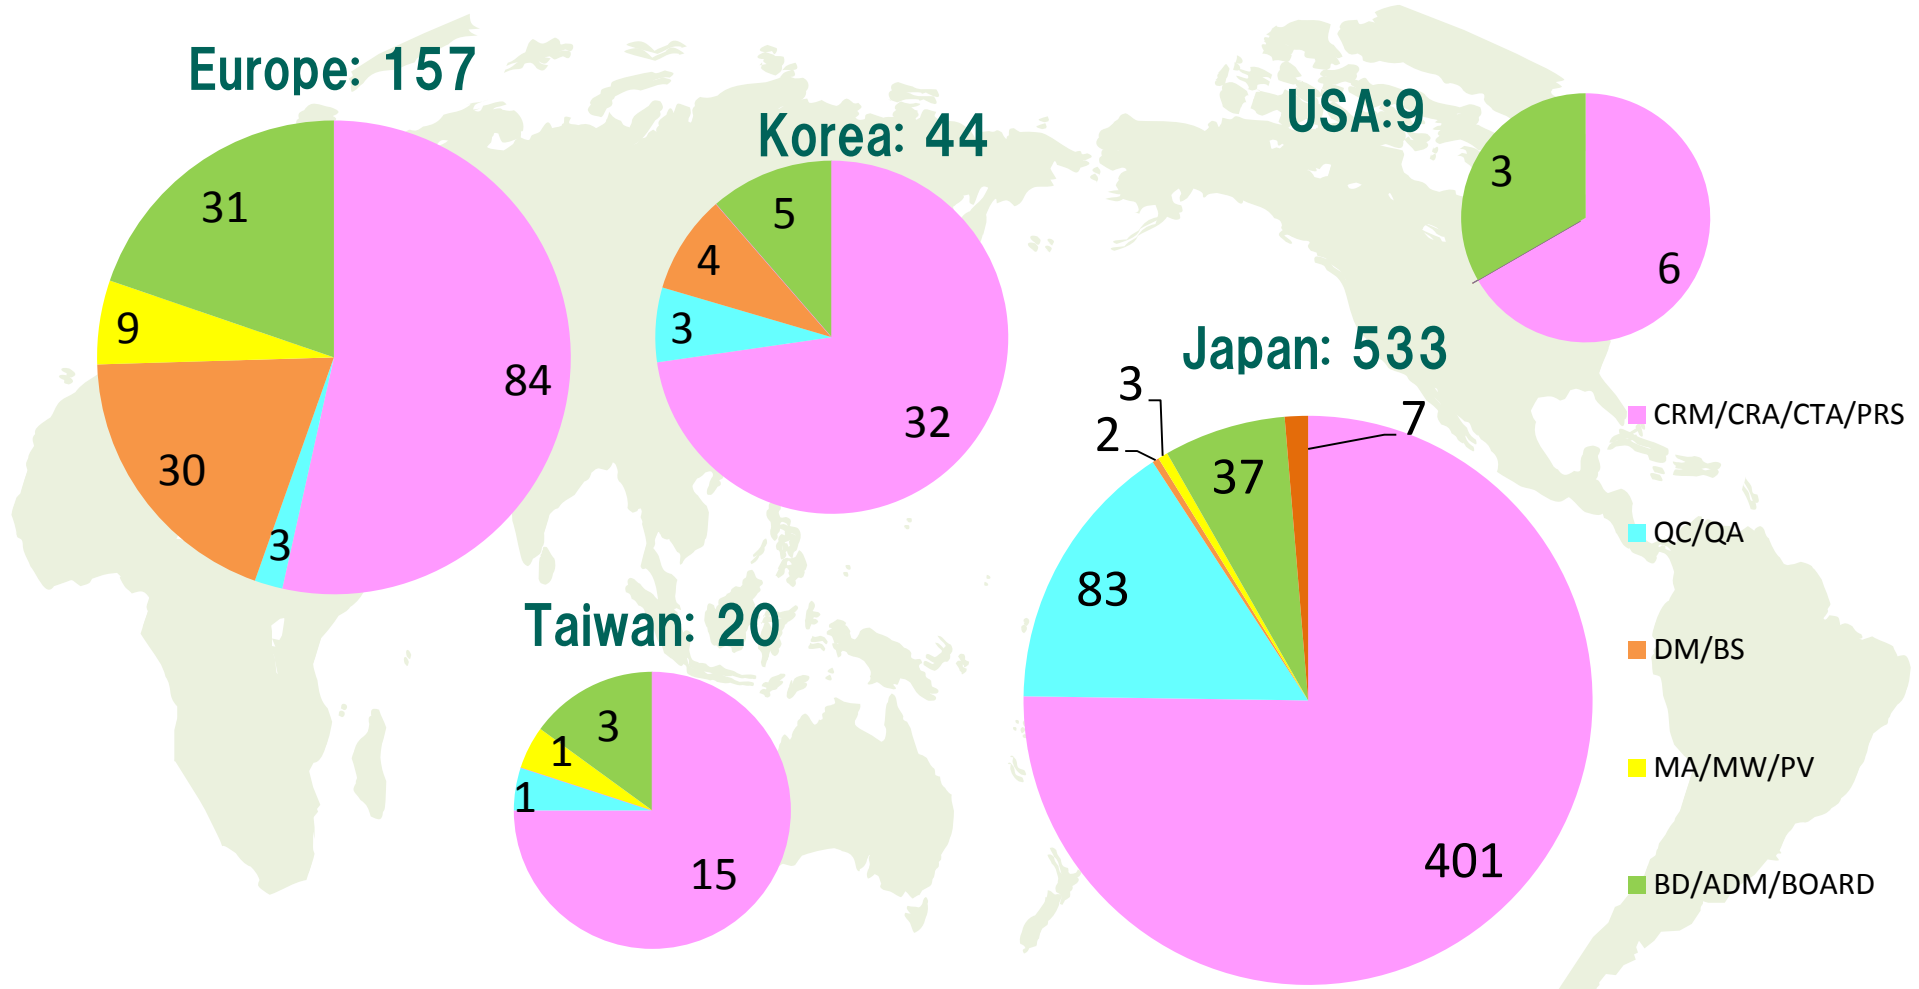 Europe: 157
31
9
84
30
3
Korea: 44
5
4
3
32
USA:9
3
6
Taiwan: 20
3
1
1
15
Japan: 533
3
2
7
37
83
401
CRM/CRA/CTA/PRS
QC/QA
DM/BS
MA/MW/PV
BD/ADM/BOARD